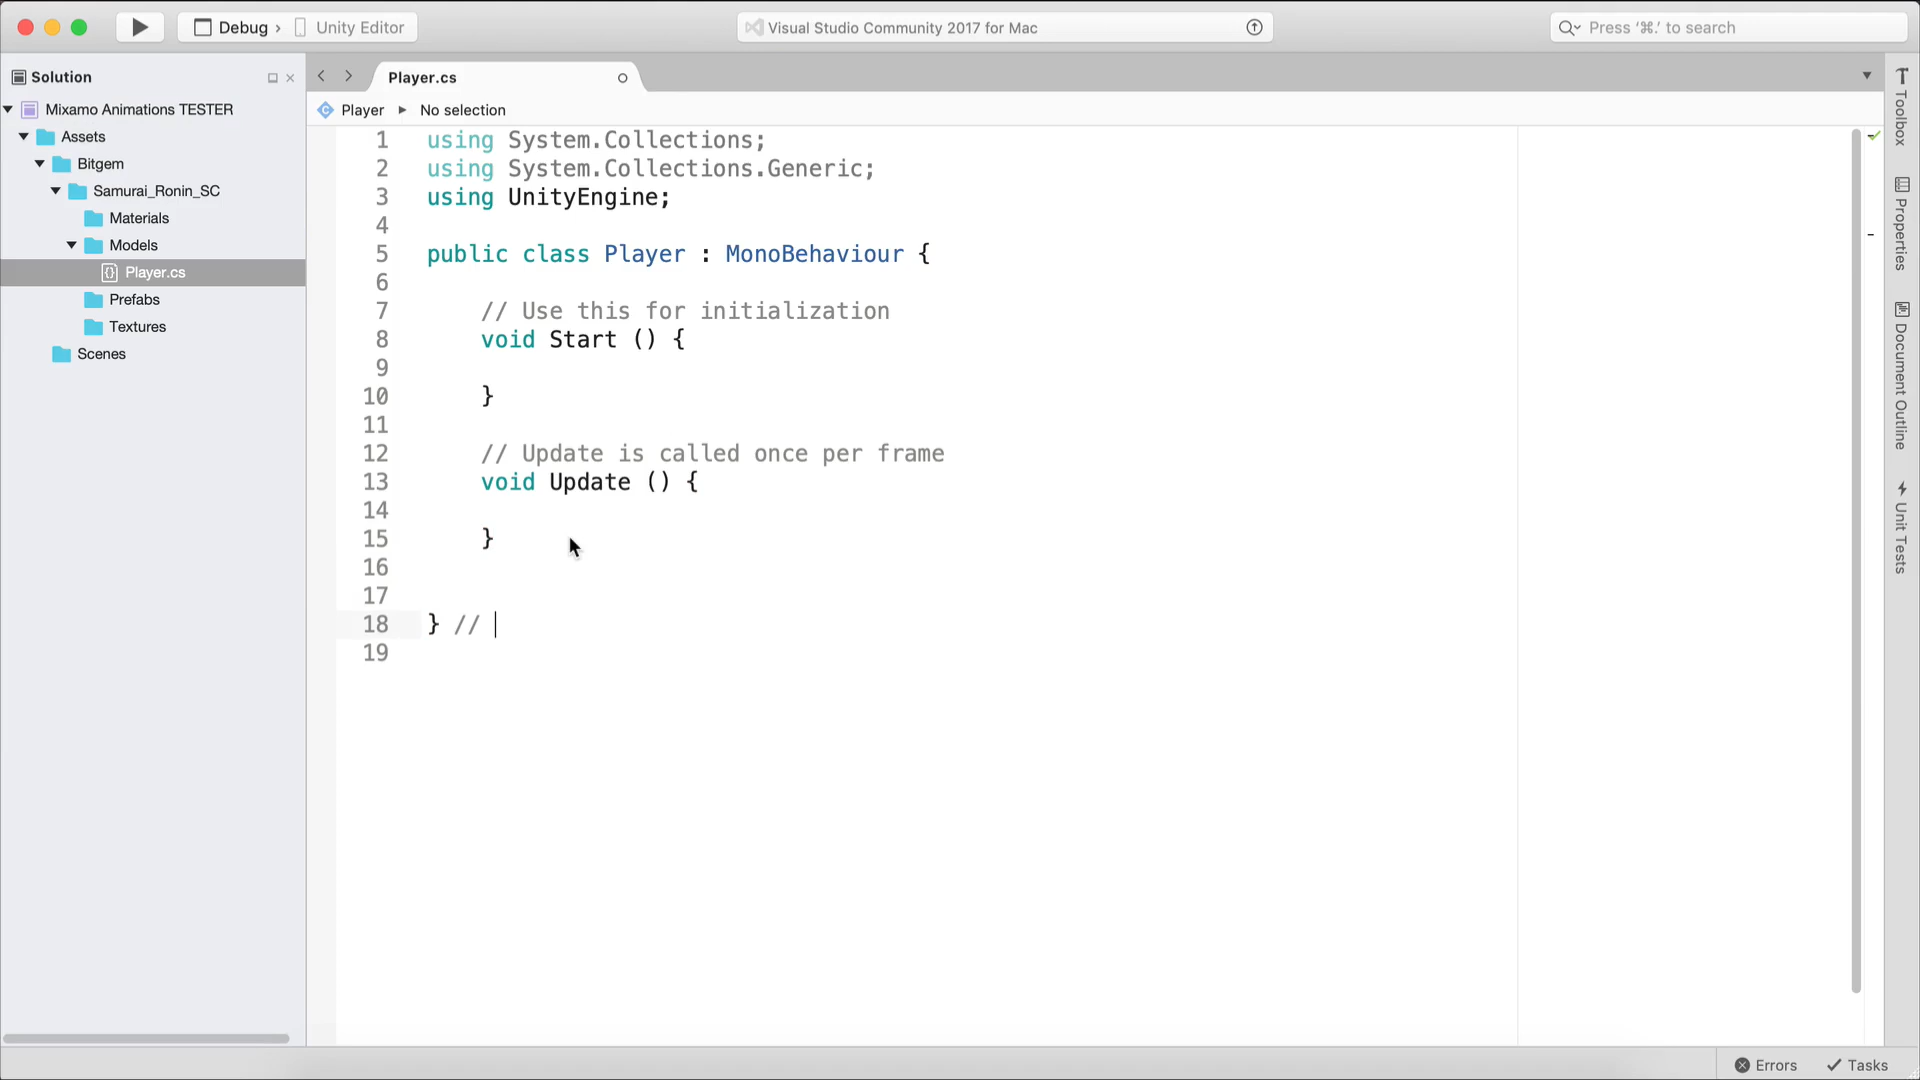 Debug › Unity Editor
Visual Studio Community 2017 for Mac
Press ‘⌘.’ to search
Solution
Mixamo Animations TESTER
Assets
Bitgem
Samurai_Ronin_SC
Materials
Models
Player.cs
Prefabs
Textures
Scenes
Player.cs
Player ▸ No selection
1 using System.Collections;
2 using System.Collections.Generic;
3 using UnityEngine;
4
5 public class Player : MonoBehaviour {
6
7 // Use this for initialization
8 void Start () {
9
10 }
11
12 // Update is called once per frame
13 void Update () {
14
15 }
16
17
18 } //
19
Toolbox
Properties
Document Outline
Unit Tests
Errors
Tasks